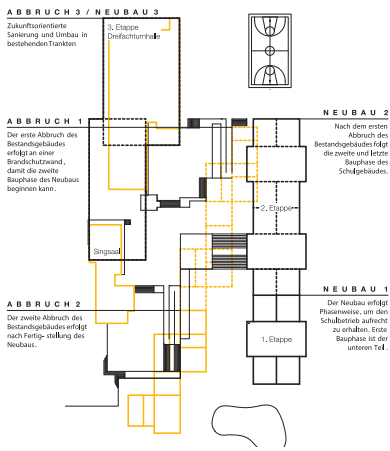 ABBRUCH 3 / NEUBAU 3
Zukunftsorientierte
Sanierung und Umbau in
bestehenden Trankten
3. Etappe
Dreifachturnhalle
ABBRUCH 1
Der erste Abbruch des
Bestandsgebäudes
erfolgt an einer
Brandschutzwand,
damit die zweite
Bauphase des Neubaus
beginnen kann.
NEUBAU 2
Nach dem ersten
Abbruch des
Bestandsgebäudes folgt
die zweite und letzte
Bauphase des
Schulgebäudes.
2. Etappe
Singsaal
NEUBAU 1
Der Neubau erfolgt
Phasenweise, um den
Schulbetrieb aufrecht
zu erhalten. Erste
Bauphase ist der
unteren Teil.
1. Etappe
ABBRUCH 2
Der zweite Abbruch des
Bestandsgebäudes erfolgt
nach Fertig-stellung des
Neubaus.